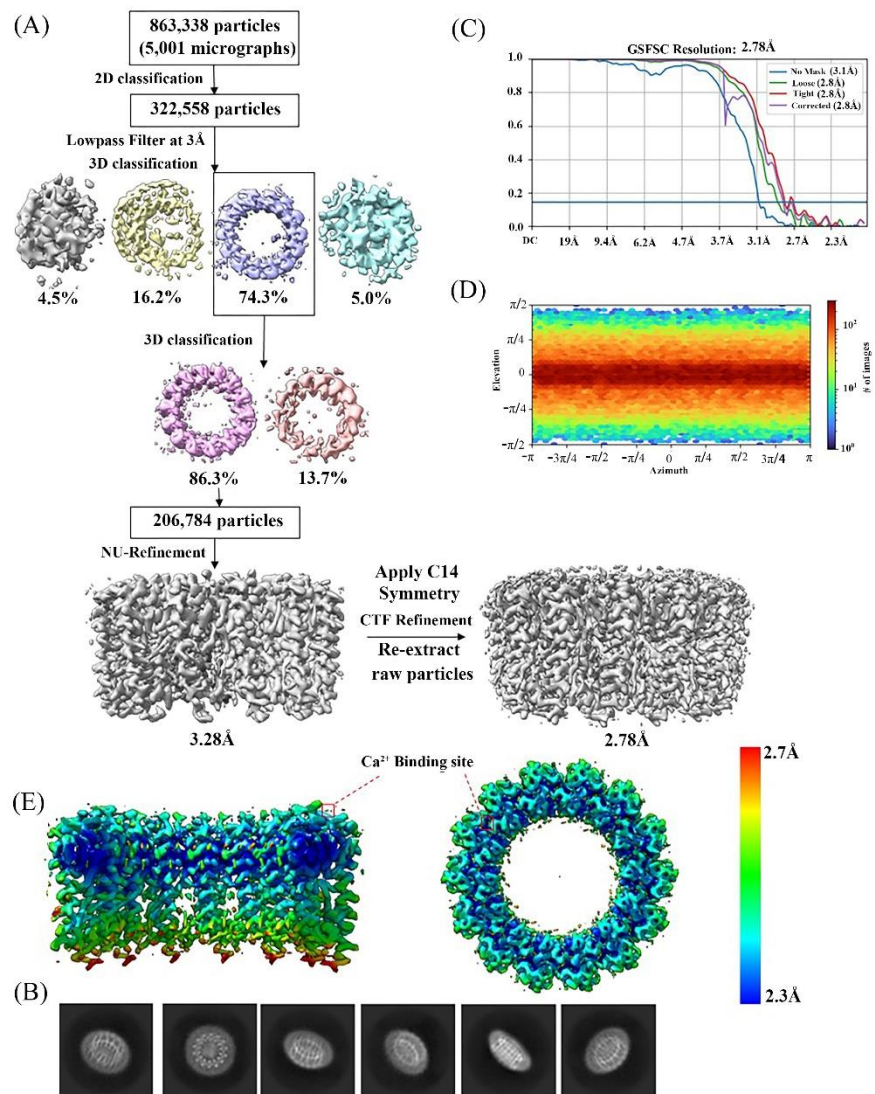 (A)
863,338 particles
(5,001 micrographs)
2D classification
322,558 particles
Lowpass Filter at 3Å
3D classification
4.5%
16.2%
74.3%
5.0%
3D classification
86.3%
13.7%
206,784 particles
NU-Refinement
3.28Å
Apply C14
Symmetry
CTF Refinement
Re-extract
raw particles
2.78Å
(C)
GSFSC Resolution: 2.78Å
No Mask (3.1Å)
Loose (2.8Å)
Tight (2.8Å)
Corrected (2.8Å)
1.0
0.8
0.6
0.4
0.2
0.0
DC 19Å 9.4Å 6.2Å 4.7Å 3.7Å 3.1Å 2.7Å 2.3Å
(D)
Elevation
π/2
π/4
0
−π/4
−π/2
−π −3π/4 −π/2 −π/4 0 π/4 π/2 3π/4 π
Azimuth
10²
10¹
10⁰
# of images
(E)
Ca²⁺ Binding site
2.7Å
2.3Å
(B)